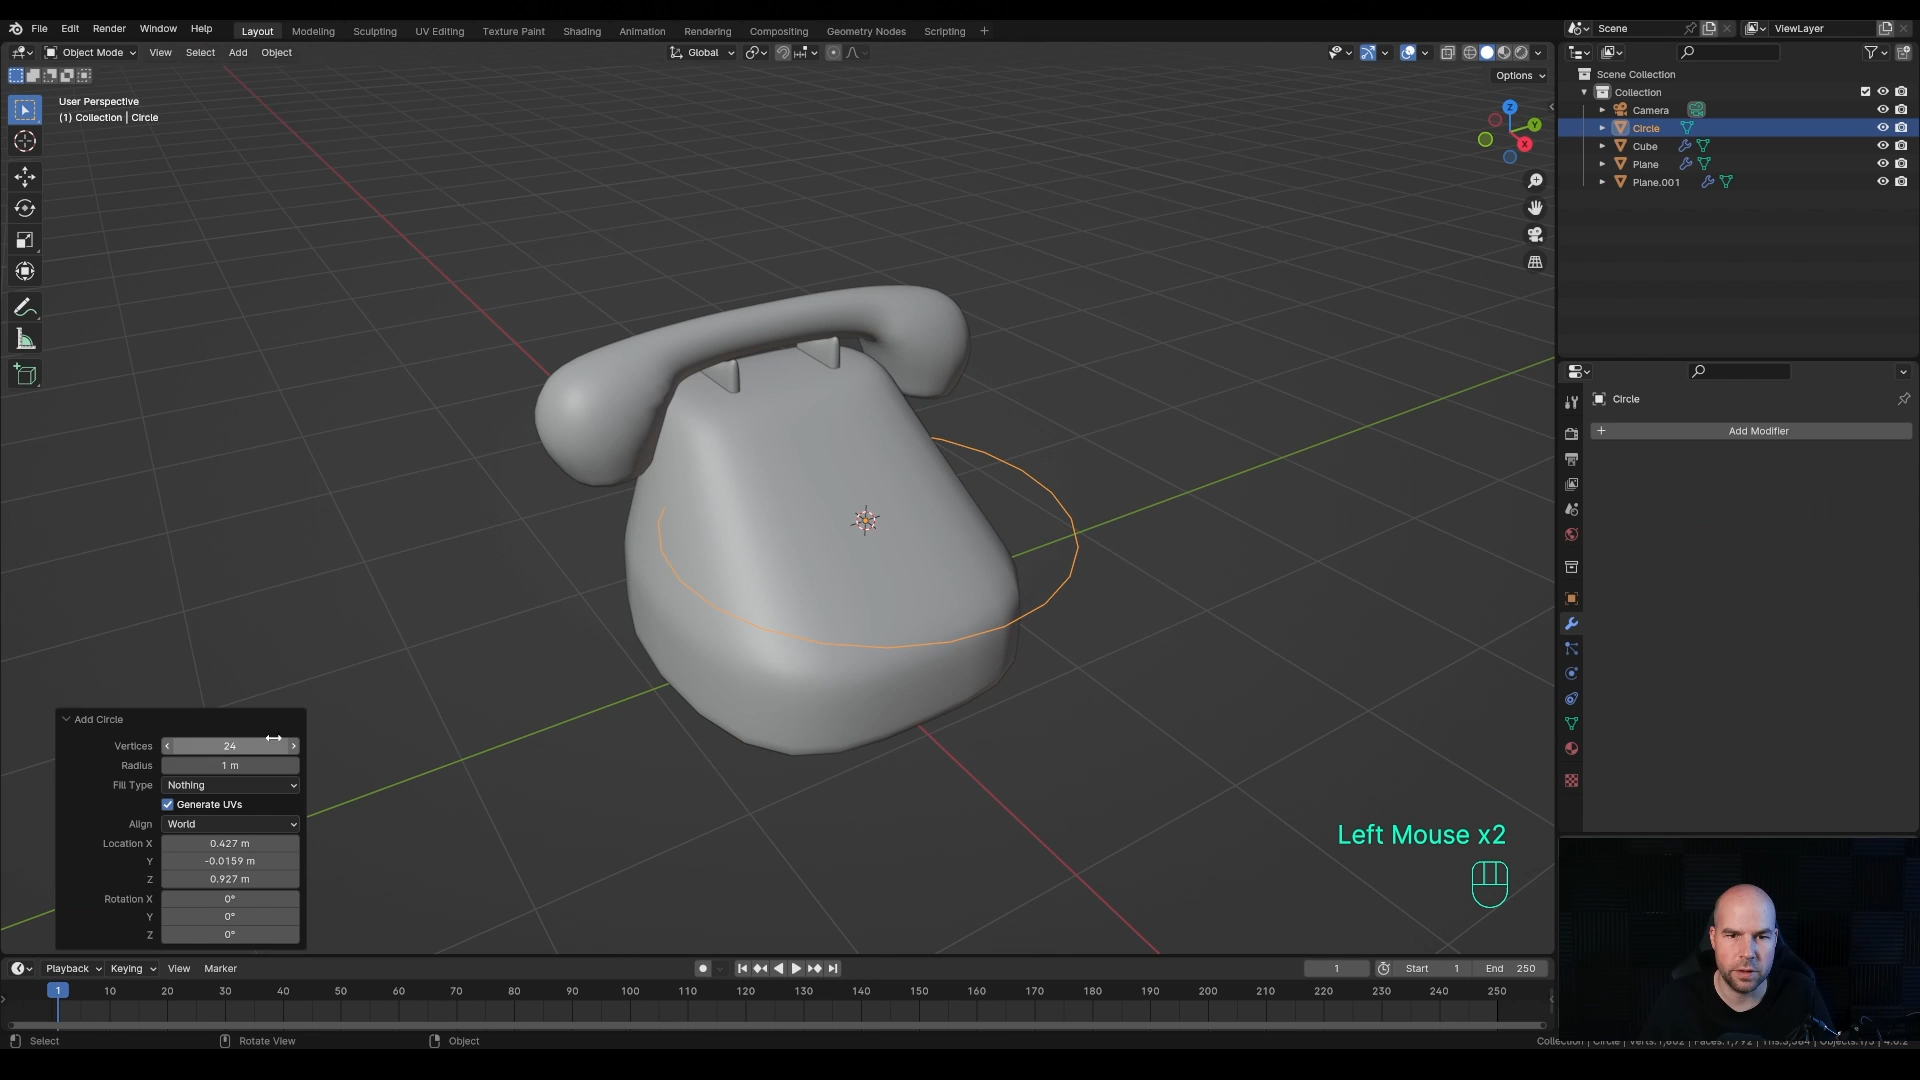 File Edit Render Window Help
Layout Modeling Sculpting UV Editing Texture Paint Shading Animation Rendering Compositing Geometry Nodes Scripting
Scene
ViewLayer
Object Mode View Select Add Object
Global
Options
User Perspective
(1) Collection | Circle
Z
Y
X
Scene Collection
Collection
Camera
Circle
Cube
Plane
Plane.001
Circle
Add Modifier
Add Circle
Vertices 24
Radius 1 m
Fill Type Nothing
Generate UVs
Align World
Location X 0.427 m
Y -0.0159 m
Z 0.927 m
Rotation X 0°
Y 0°
Z 0°
Left Mouse x2
Playback Keying View Marker
1
Start 1
End 250
1 10 20 30 40 50 60 70 80 90 100 110 120 130 140 150 160 170 180 190 200 210 220 230 240 250
Select
Rotate View
Object